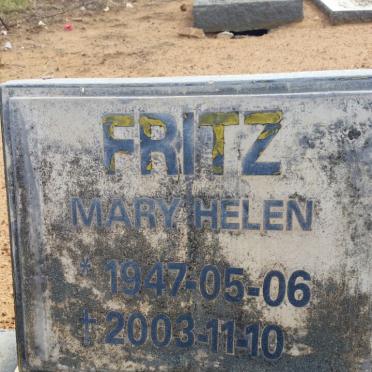 FRITZ
MARY HELEN
* 1947-05-06
† 2003-11-10